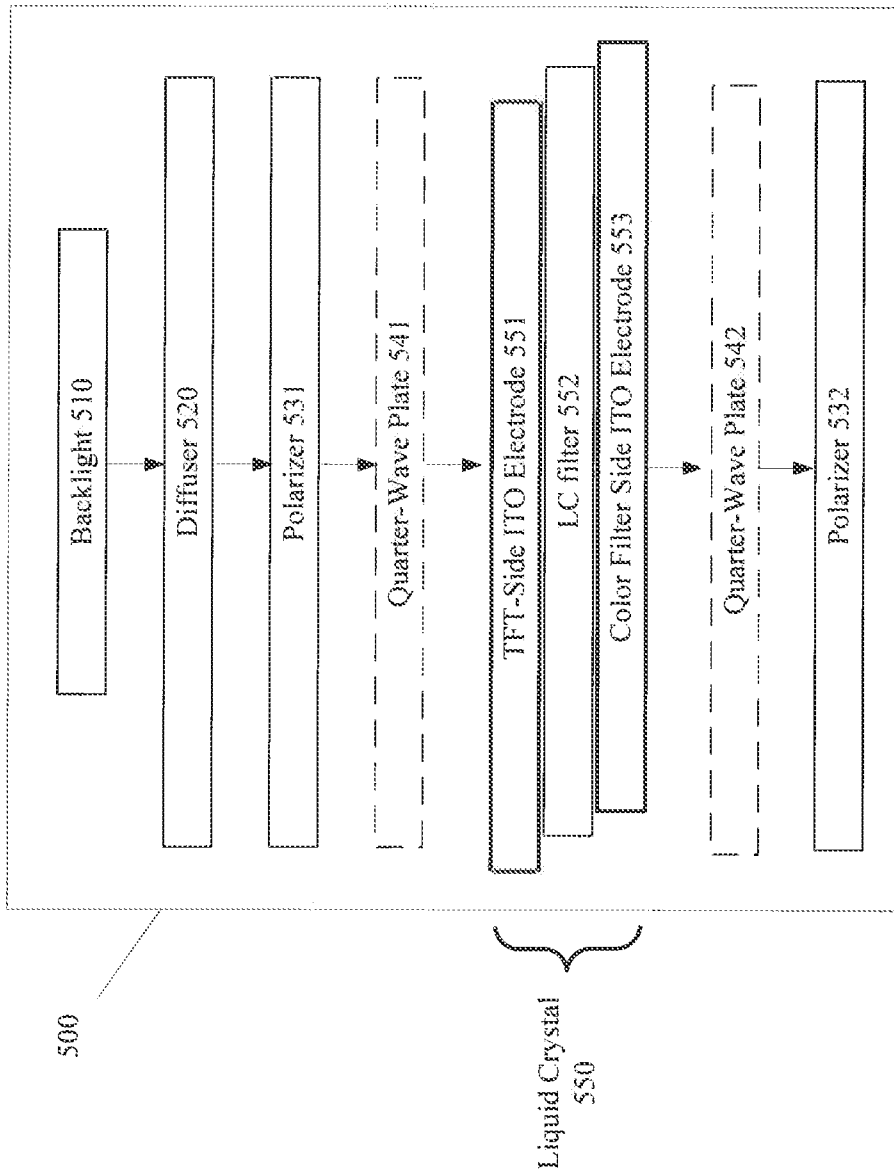 500
Backlight 510
Diffuser 520
Polarizer 531
Quarter-Wave Plate 541
TFT-Side ITO Electrode 551
LC filter 552
Color Filter Side ITO Electrode 553
Liquid Crystal
550
Quarter-Wave Plate 542
Polarizer 532